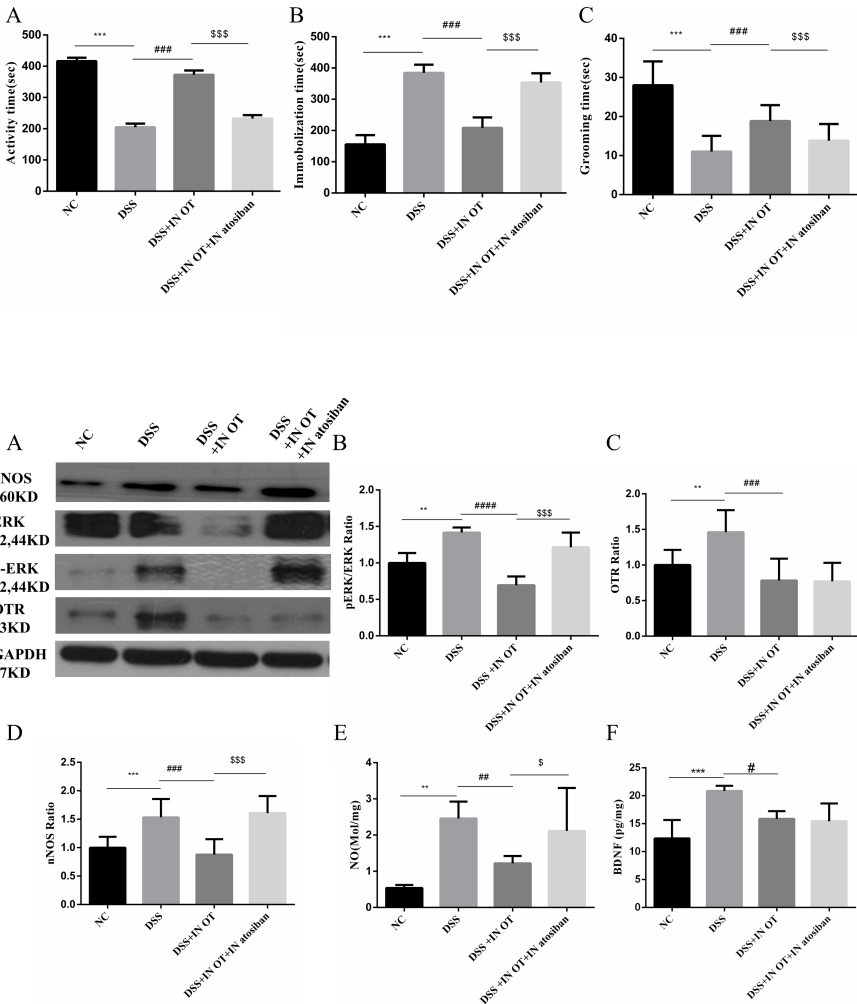 A
B
C
***
###
$$$
Activity time(sec)
500
400
300
200
100
0
NC
DSS
DSS+IN OT
DSS+IN OT+IN atosiban
***
###
$$$
Immobolization time(sec)
500
400
300
200
100
0
NC
DSS
DSS+IN OT
DSS+IN OT+IN atosiban
***
###
$$$
Grooming time(sec)
40
30
20
10
0
NC
DSS
DSS+IN OT
DSS+IN OT+IN atosiban
A
NC
DSS
DSS
+IN OT
DSS
+IN OT
+IN atosiban
NOS
60KD
ERK
2,44KD
-ERK
2,44KD
OTR
3KD
GAPDH
7KD
B
**
####
$$$
pERK/ERK Ratio
2.0
1.5
1.0
0.5
0.0
NC
DSS
DSS +IN OT
DSS+IN OT+IN atosiban
C
**
###
OTR Ratio
2.0
1.5
1.0
0.5
0.0
NC
DSS
DSS+IN OT
DSS+IN OT+IN atosiban
D
***
###
$$$
nNOS Ratio
2.5
2.0
1.5
1.0
0.5
0.0
NC
DSS
DSS+IN OT
DSS+IN OT+IN atosiban
E
**
##
$
NO(Mol/mg)
4
3
2
1
0
NC
DSS
DSS +IN OT
DSS +IN OT+IN atosiban
F
***
#
BDNF (pg/mg)
25
20
15
10
5
0
NC
DSS
DSS+IN OT
DSS+IN OT+IN atosiban